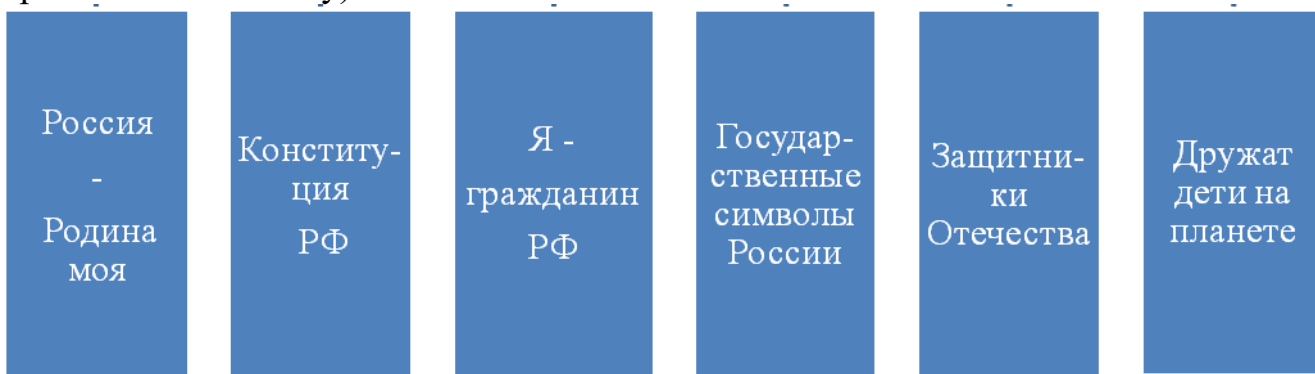 Россия
-
Родина
моя
Конститу-
ция
РФ
Я -
гражданин
РФ
Государ-
ственные
символы
России
Защитни-
ки
Отечества
Дружат
дети на
планете